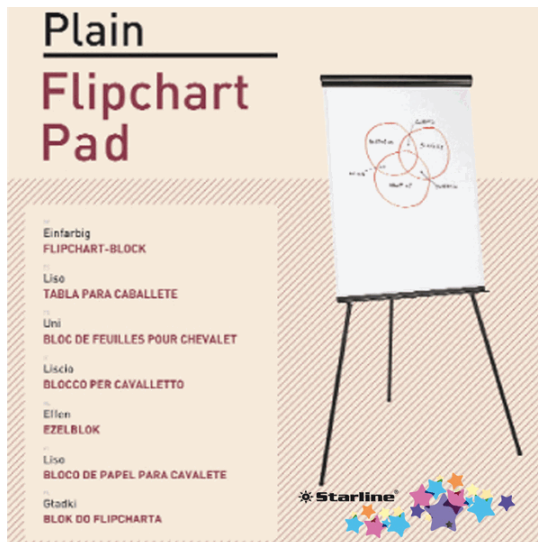 Plain
Flipchart
Pad
Einfarbig
FLIPCHART-BLOCK
Liso
TABLA PARA CABALLETE
Uni
BLOC DE FEUILLES POUR CHEVALET
Liscio
BLOCCO PER CAVALLETTO
Effen
EZELBLOK
Liso
BLOCO DE PAPEL PARA CAVALETE
Gładki
BLOK DO FLIPCHARTA
Starline®